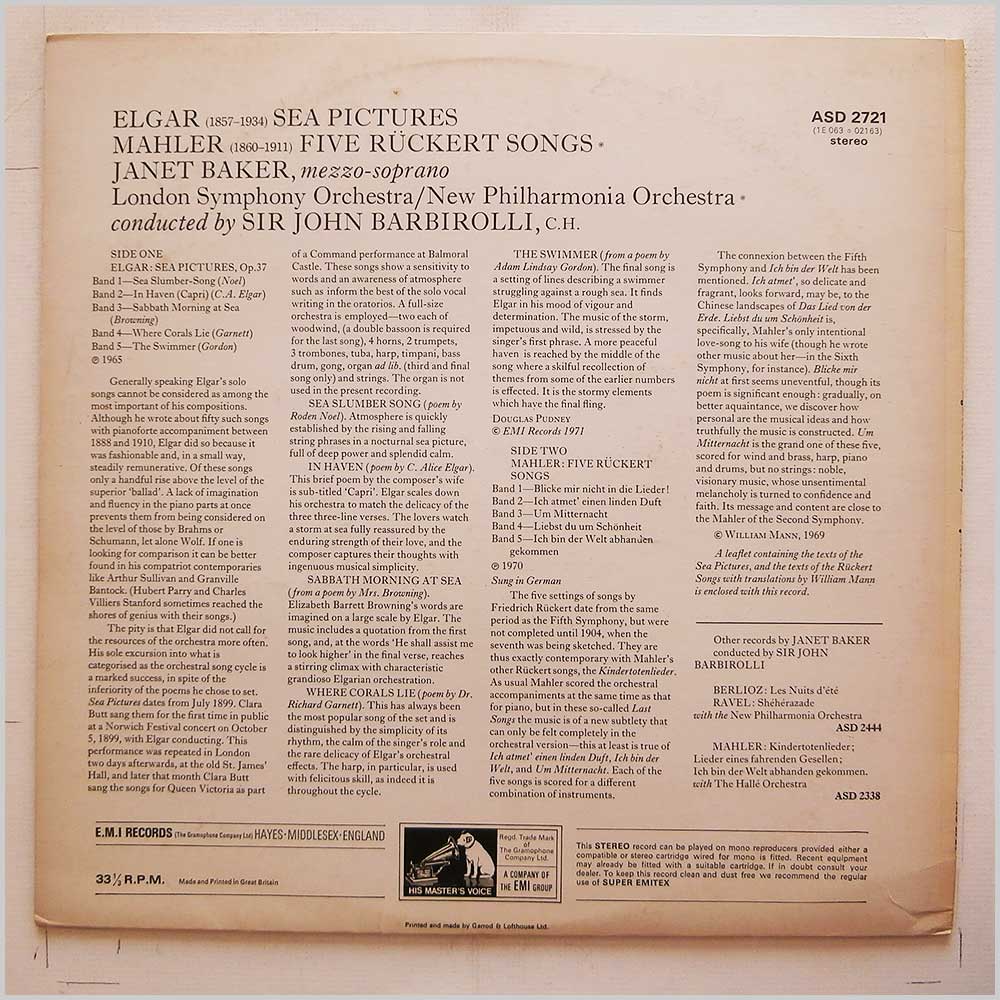 ELGAR (1857–1934) SEA PICTURES
MAHLER (1860–1911) FIVE RÜCKERT SONGS *
JANET BAKER, mezzo-soprano
London Symphony Orchestra/New Philharmonia Orchestra *
conducted by SIR JOHN BARBIROLLI, C.H.
ASD 2721
(1E 063 ○ 02163)
stereo
SIDE ONE
ELGAR: SEA PICTURES, Op.37
Band 1—Sea Slumber-Song (Noel)
Band 2—In Haven (Capri) (C.A. Elgar)
Band 3—Sabbath Morning at Sea
(Browning)
Band 4—Where Corals Lie (Garnett)
Band 5—The Swimmer (Gordon)
℗ 1965
Generally speaking Elgar's solo
songs cannot be considered as among the
most important of his compositions.
Although he wrote about fifty such songs
with pianoforte accompaniment between
1888 and 1910, Elgar did so because it
was fashionable and, in a small way,
steadily remunerative. Of these songs
only a handful rise above the level of the
superior 'ballad'. A lack of imagination
and fluency in the piano parts at once
prevents them from being considered on
the level of those by Brahms or
Schumann, let alone Wolf. If one is
looking for comparison it can be better
found in his compatriot contemporaries
like Arthur Sullivan and Granville
Bantock. (Hubert Parry and Charles
Villiers Stanford sometimes reached the
shores of genius with their songs.)
The pity is that Elgar did not call for
the resources of the orchestra more often.
His sole excursion into what is
categorised as the orchestral song cycle is
a marked success, in spite of the
inferiority of the poems he chose to set.
Sea Pictures dates from July 1899. Clara
Butt sang them for the first time in public
at a Norwich Festival concert on October
5, 1899, with Elgar conducting. This
performance was repeated in London
two days afterwards, at the old St. James'
Hall, and later that month Clara Butt
sang the songs for Queen Victoria as part
of a Command performance at Balmoral
Castle. These songs show a sensitivity to
words and an awareness of atmosphere
such as inform the best of the solo vocal
writing in the oratorios. A full-size
orchestra is employed—two each of
woodwind, (a double bassoon is required
for the last song), 4 horns, 2 trumpets,
3 trombones, tuba, harp, timpani, bass
drum, gong, organ ad lib. (third and final
song only) and strings. The organ is not
used in the present recording.
SEA SLUMBER SONG (poem by
Roden Noel). Atmosphere is quickly
established by the rising and falling
string phrases in a nocturnal sea picture,
full of deep power and splendid calm.
IN HAVEN (poem by C. Alice Elgar).
This brief poem by the composer's wife
is sub-titled 'Capri'. Elgar scales down
his orchestra to match the delicacy of the
three three-line verses. The lovers watch
a storm at sea fully reassured by the
enduring strength of their love, and the
composer captures their thoughts with
ingenuous musical simplicity.
SABBATH MORNING AT SEA
(from a poem by Mrs. Browning).
Elizabeth Barrett Browning's words are
imagined on a large scale by Elgar. The
music includes a quotation from the first
song, and, at the words 'He shall assist me
to look higher' in the final verse, reaches
a stirring climax with characteristic
grandioso Elgarian orchestration.
WHERE CORALS LIE (poem by Dr.
Richard Garnett). This has always been
the most popular song of the set and is
distinguished by the simplicity of its
rhythm, the calm of the singer's role and
the rare delicacy of Elgar's orchestral
effects. The harp, in particular, is used
with felicitous skill, as indeed it is
throughout the cycle.
THE SWIMMER (from a poem by
Adam Lindsay Gordon). The final song is
a setting of lines describing a swimmer
struggling against a rough sea. It finds
Elgar in his mood of vigour and
determination. The music of the storm,
impetuous and wild, is stressed by the
singer's first phrase. A more peaceful
haven is reached by the middle of the
song where a skilful recollection of
themes from some of the earlier numbers
is effected. It is the stormy elements
which have the final fling.
DOUGLAS PUDNEY
© EMI Records 1971
SIDE TWO
MAHLER: FIVE RÜCKERT
SONGS
Band 1—Blicke mir nicht in die Lieder!
Band 2—Ich atmet' einen linden Duft
Band 3—Um Mitternacht
Band 4—Liebst du um Schönheit
Band 5—Ich bin der Welt abhanden
gekommen
℗ 1970
Sung in German
The five settings of songs by
Friedrich Rückert date from the same
period as the Fifth Symphony, but were
not completed until 1904, when the
seventh was being sketched. They are
thus exactly contemporary with Mahler's
other Rückert songs, the Kindertotenlieder.
As usual Mahler scored the orchestral
accompaniments at the same time as that
for piano, but in these so-called Last
Songs the music is of a new subtlety that
can only be felt completely in the
orchestral version—this at least is true of
Ich atmet' einen linden Duft, Ich bin der
Welt, and Um Mitternacht. Each of the
five songs is scored for a different
combination of instruments.
The connexion between the Fifth
Symphony and Ich bin der Welt has been
mentioned. Ich atmet', so delicate and
fragrant, looks forward, may be, to the
Chinese landscapes of Das Lied von der
Erde. Liebst du um Schönheit is,
specifically, Mahler's only intentional
love-song to his wife (though he wrote
other music about her—in the Sixth
Symphony, for instance). Blicke mir
nicht at first seems uneventful, though its
poem is significant enough: gradually, on
better aquaintance, we discover how
personal are the musical ideas and how
truthfully the music is constructed. Um
Mitternacht is the grand one of these five,
scored for wind and brass, harp, piano
and drums, but no strings: noble,
visionary music, whose unsentimental
melancholy is turned to confidence and
faith. Its message and content are close to
the Mahler of the Second Symphony.
© WILLIAM MANN, 1969
A leaflet containing the texts of the
Sea Pictures, and the texts of the Rückert
Songs with translations by William Mann
is enclosed with this record.
Other records by JANET BAKER
conducted by SIR JOHN
BARBIROLLI
BERLIOZ: Les Nuits d'été
RAVEL: Shéhérazade
with the New Philharmonia Orchestra
ASD 2444
MAHLER: Kindertotenlieder;
Lieder eines fahrenden Gesellen;
Ich bin der Welt abhanden gekommen.
with The Hallé Orchestra
ASD 2338
E.M.I RECORDS (The Gramophone Company Ltd) HAYES·MIDDLESEX·ENGLAND
33⅓ R.P.M. Made and Printed in Great Britain
HIS MASTER'S VOICE
Regd. Trade Mark
of The Gramophone
Company Ltd.
A COMPANY OF
THE EMI GROUP
This STEREO record can be played on mono reproducers provided either a
compatible or stereo cartridge wired for mono is fitted. Recent equipment
may already be fitted with a suitable cartridge. If in doubt consult your
dealer. To keep this record clean and dust free we recommend the regular
use of SUPER EMITEX
Printed and made by Garrod & Lofthouse Ltd.